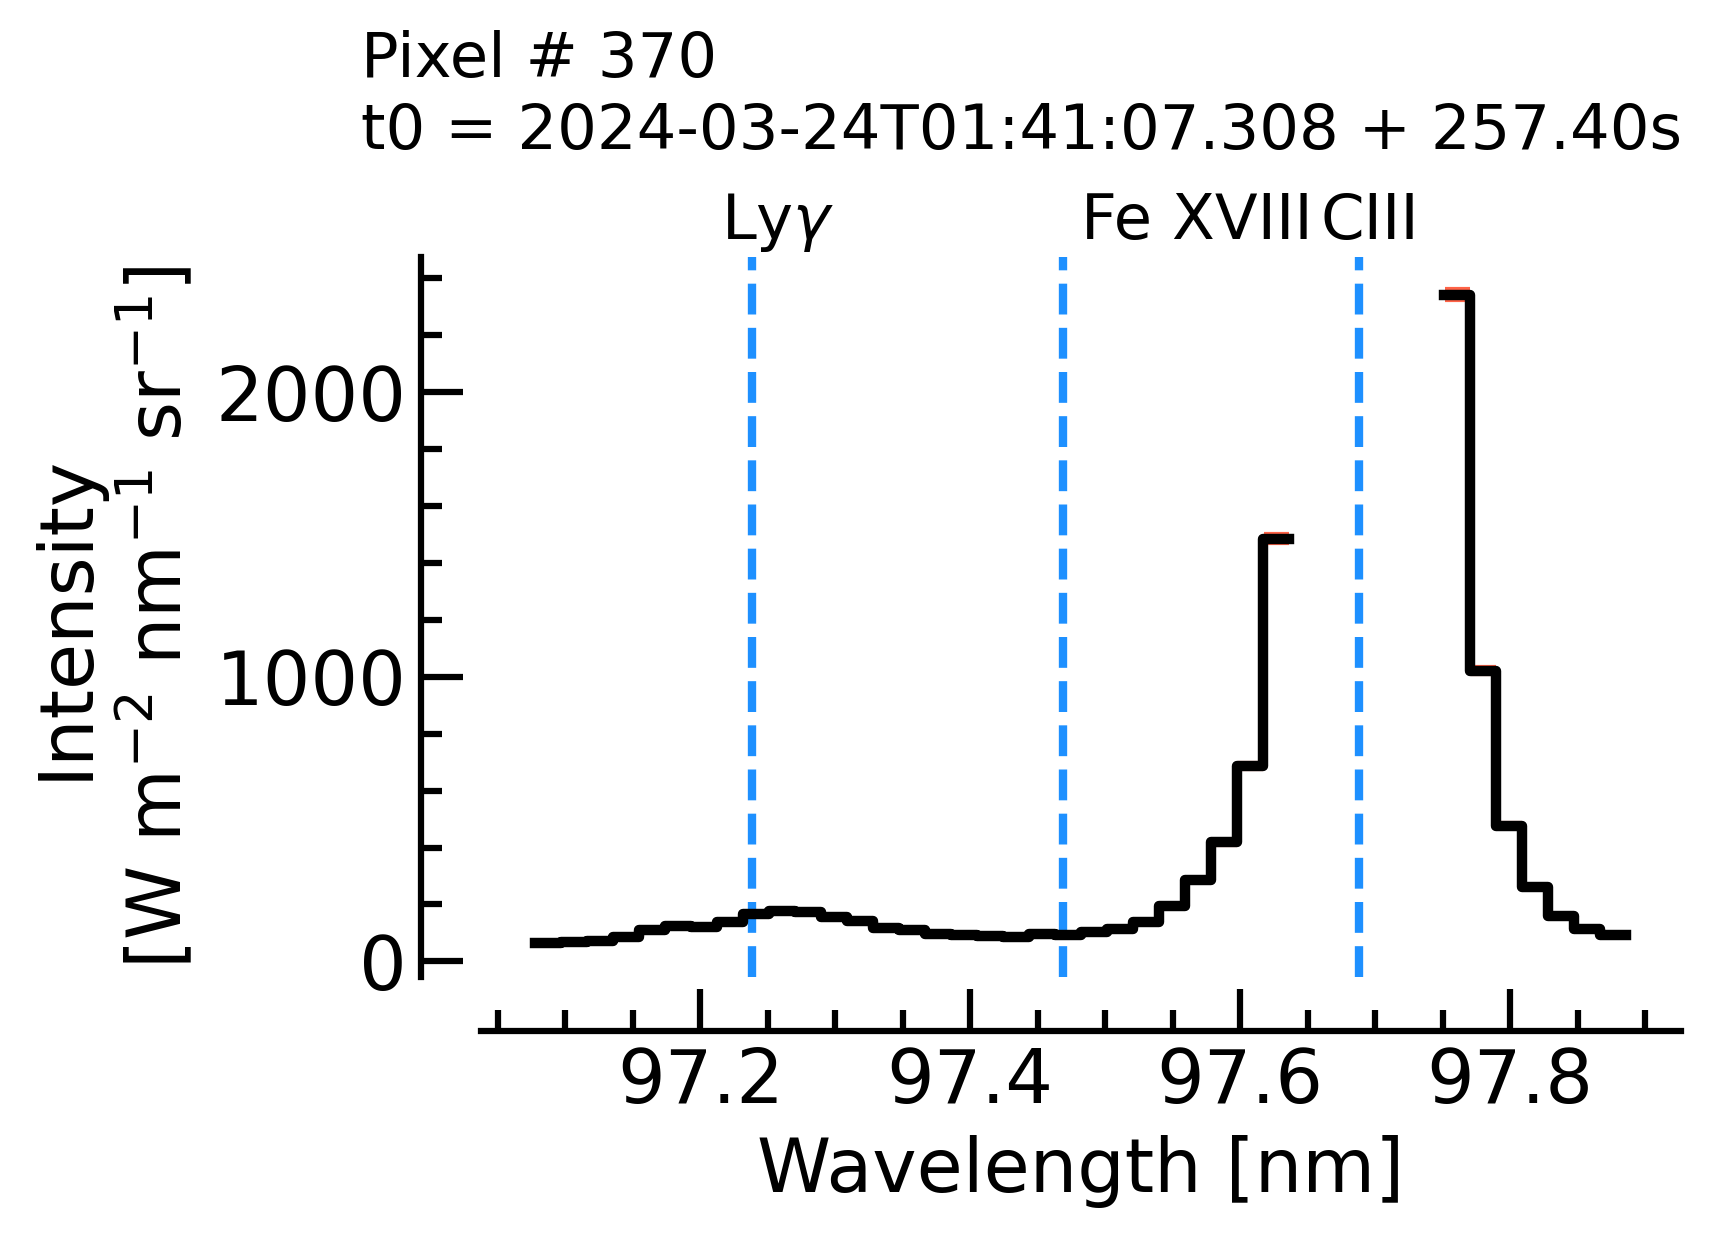 Pixel # 370
t0 = 2024-03-24T01:41:07.308 + 257.40s
Lyγ Fe XVIII CIII
Intensity
[W m⁻² nm⁻¹ sr⁻¹]
2000
1000
0
97.2 97.4 97.6 97.8
Wavelength [nm]